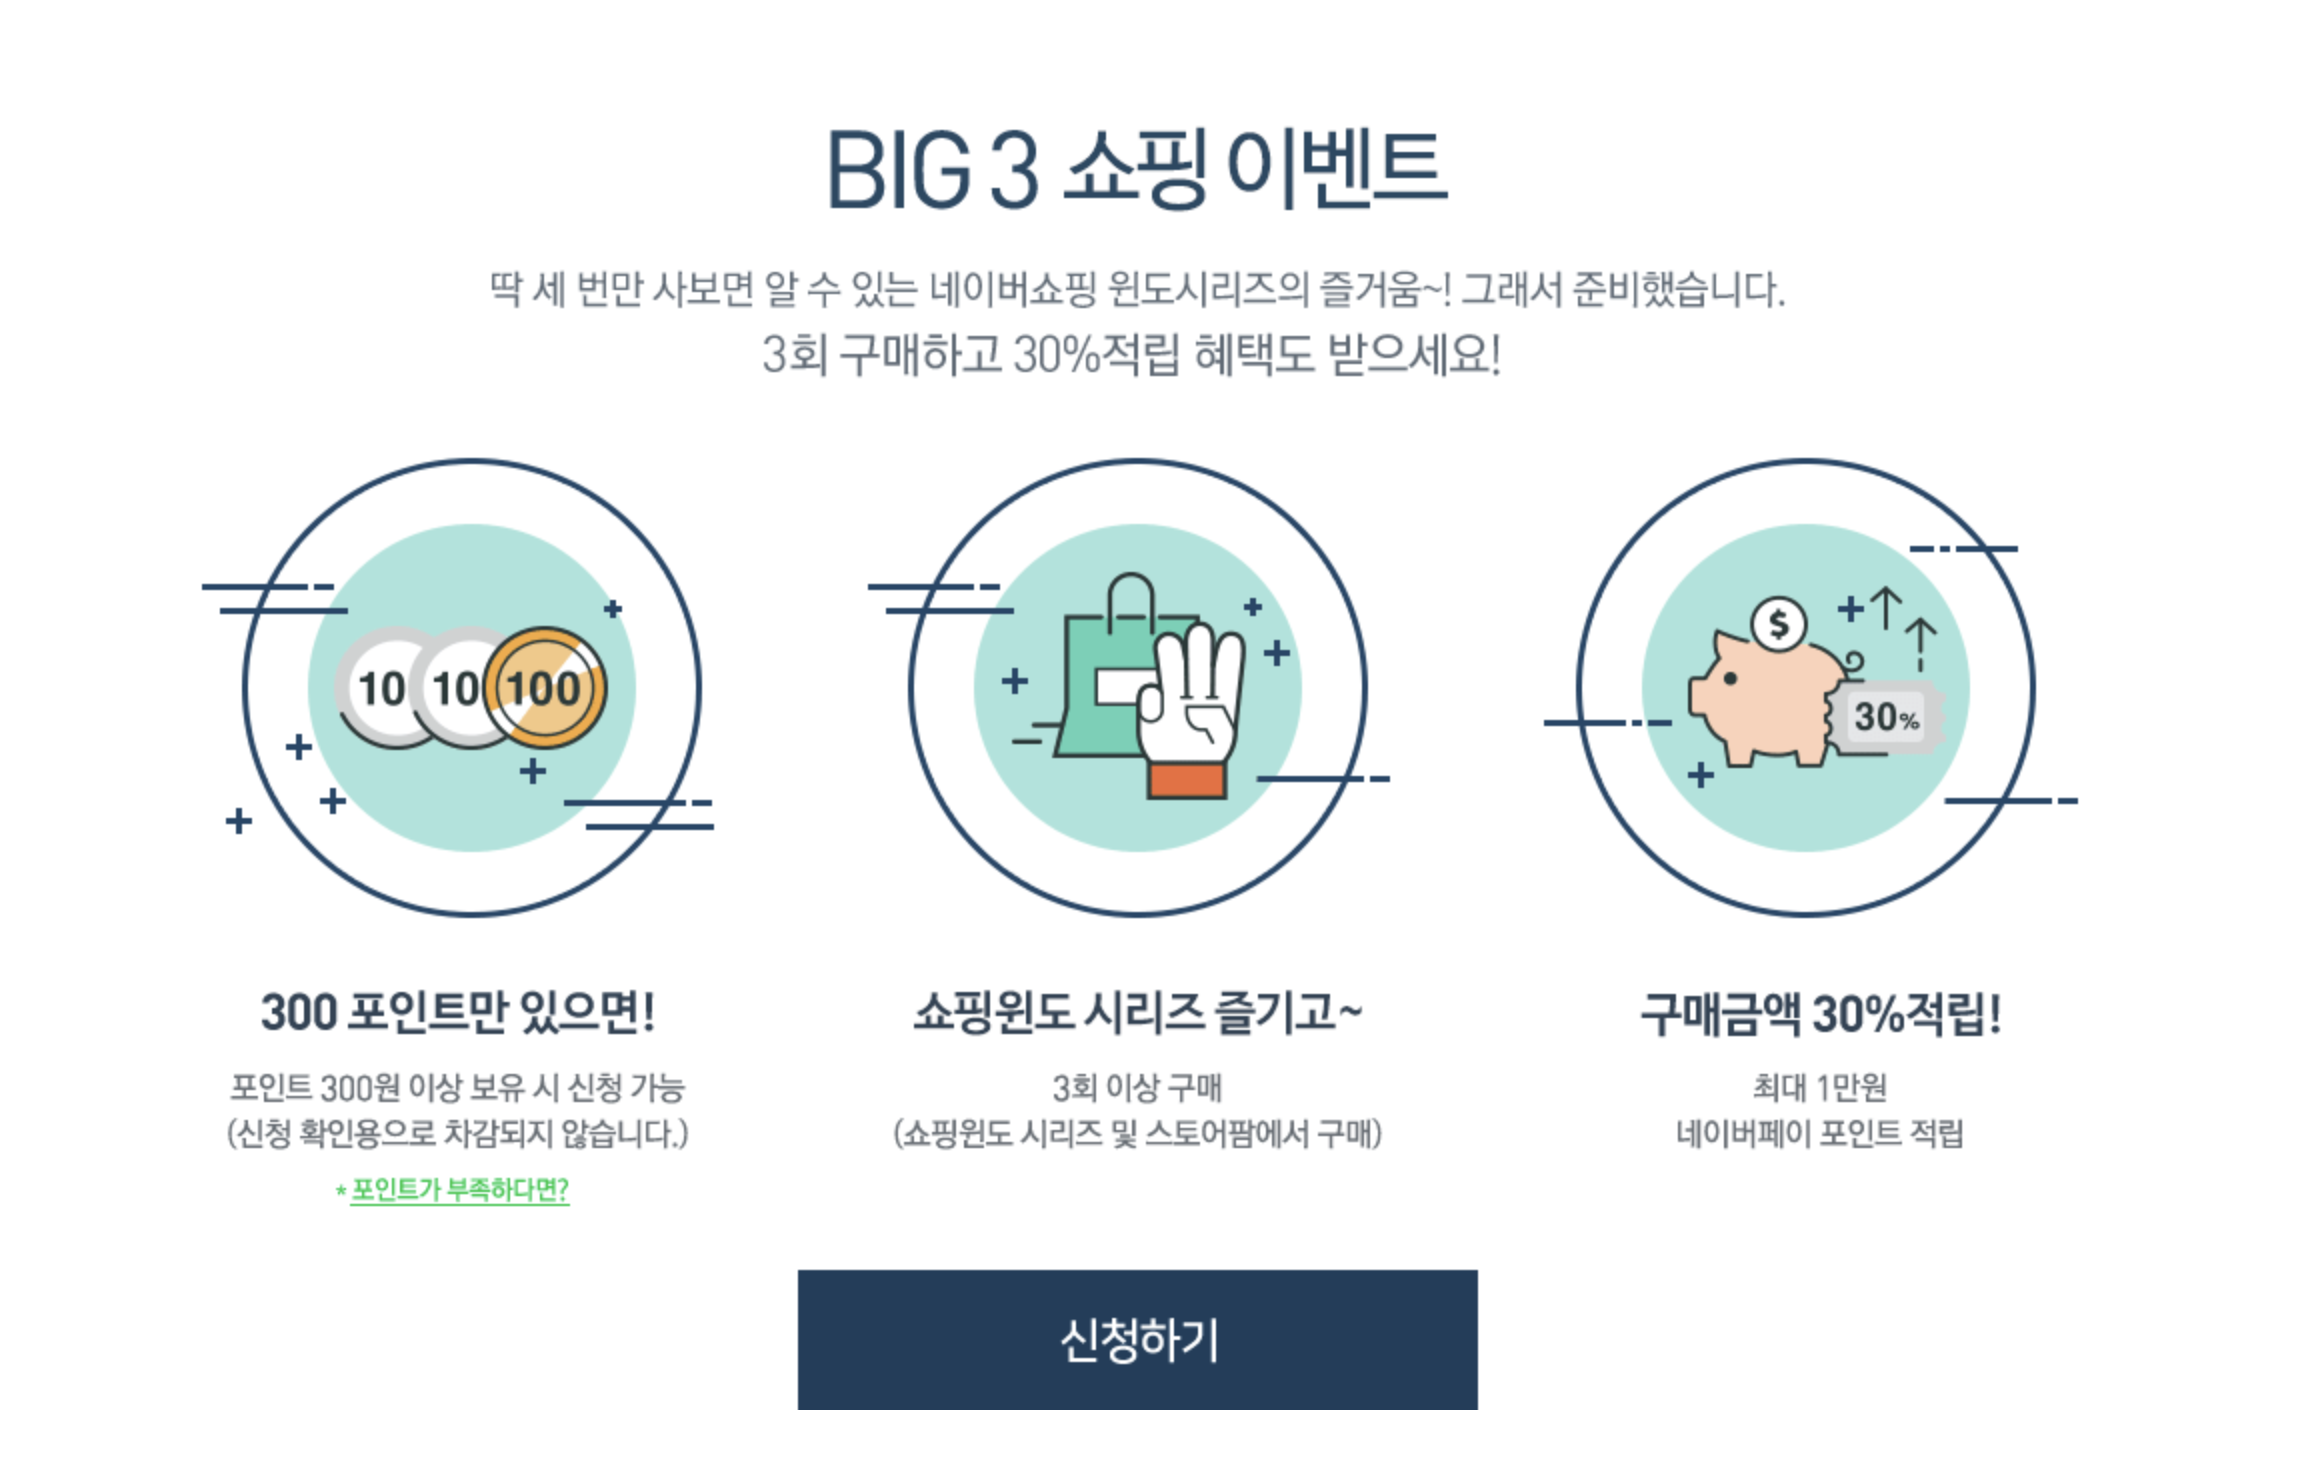 BIG 3 쇼핑 이벤트
딱 세 번만 사보면 알 수 있는 네이버쇼핑 윈도시리즈의 즐거움~! 그래서 준비했습니다.
3회 구매하고 30%적립 혜택도 받으세요!
10 10 100
$
30%
300 포인트만 있으면!
포인트 300원 이상 보유 시 신청 가능
(신청 확인용으로 차감되지 않습니다.)
* 포인트가 부족하다면?
쇼핑윈도 시리즈 즐기고~
3회 이상 구매
(쇼핑윈도 시리즈 및 스토어팜에서 구매)
구매금액 30%적립!
최대 1만원
네이버페이 포인트 적립
신청하기